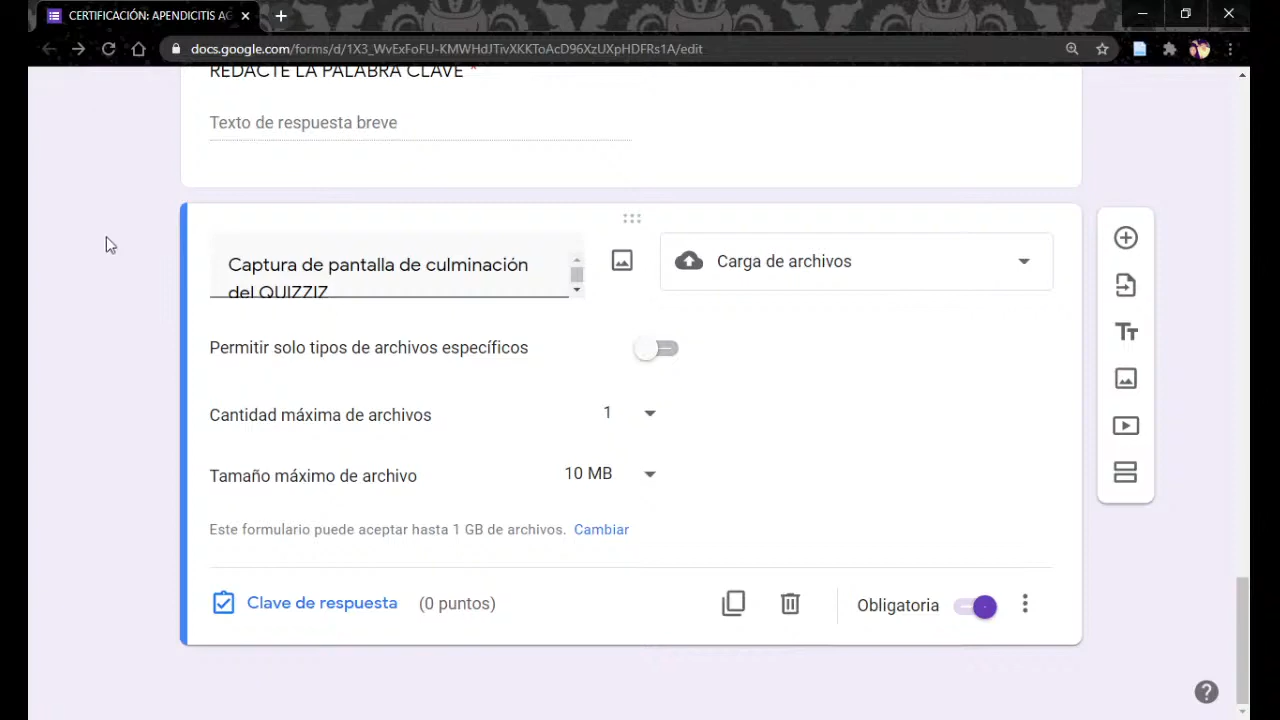 CERTIFICACIÓN: APENDICITIS AG
docs.google.com/forms/d/1X3_WvExFoFU-KMWHdJTivXKKToAcD96XzUXpHDFRs1A/edit
REDACTE LA PALABRA CLAVE *
Texto de respuesta breve
Captura de pantalla de culminación
del QUIZZIZ
Carga de archivos
Permitir solo tipos de archivos específicos
Cantidad máxima de archivos 1
Tamaño máximo de archivo 10 MB
Este formulario puede aceptar hasta 1 GB de archivos. Cambiar
Clave de respuesta (0 puntos)
Obligatoria